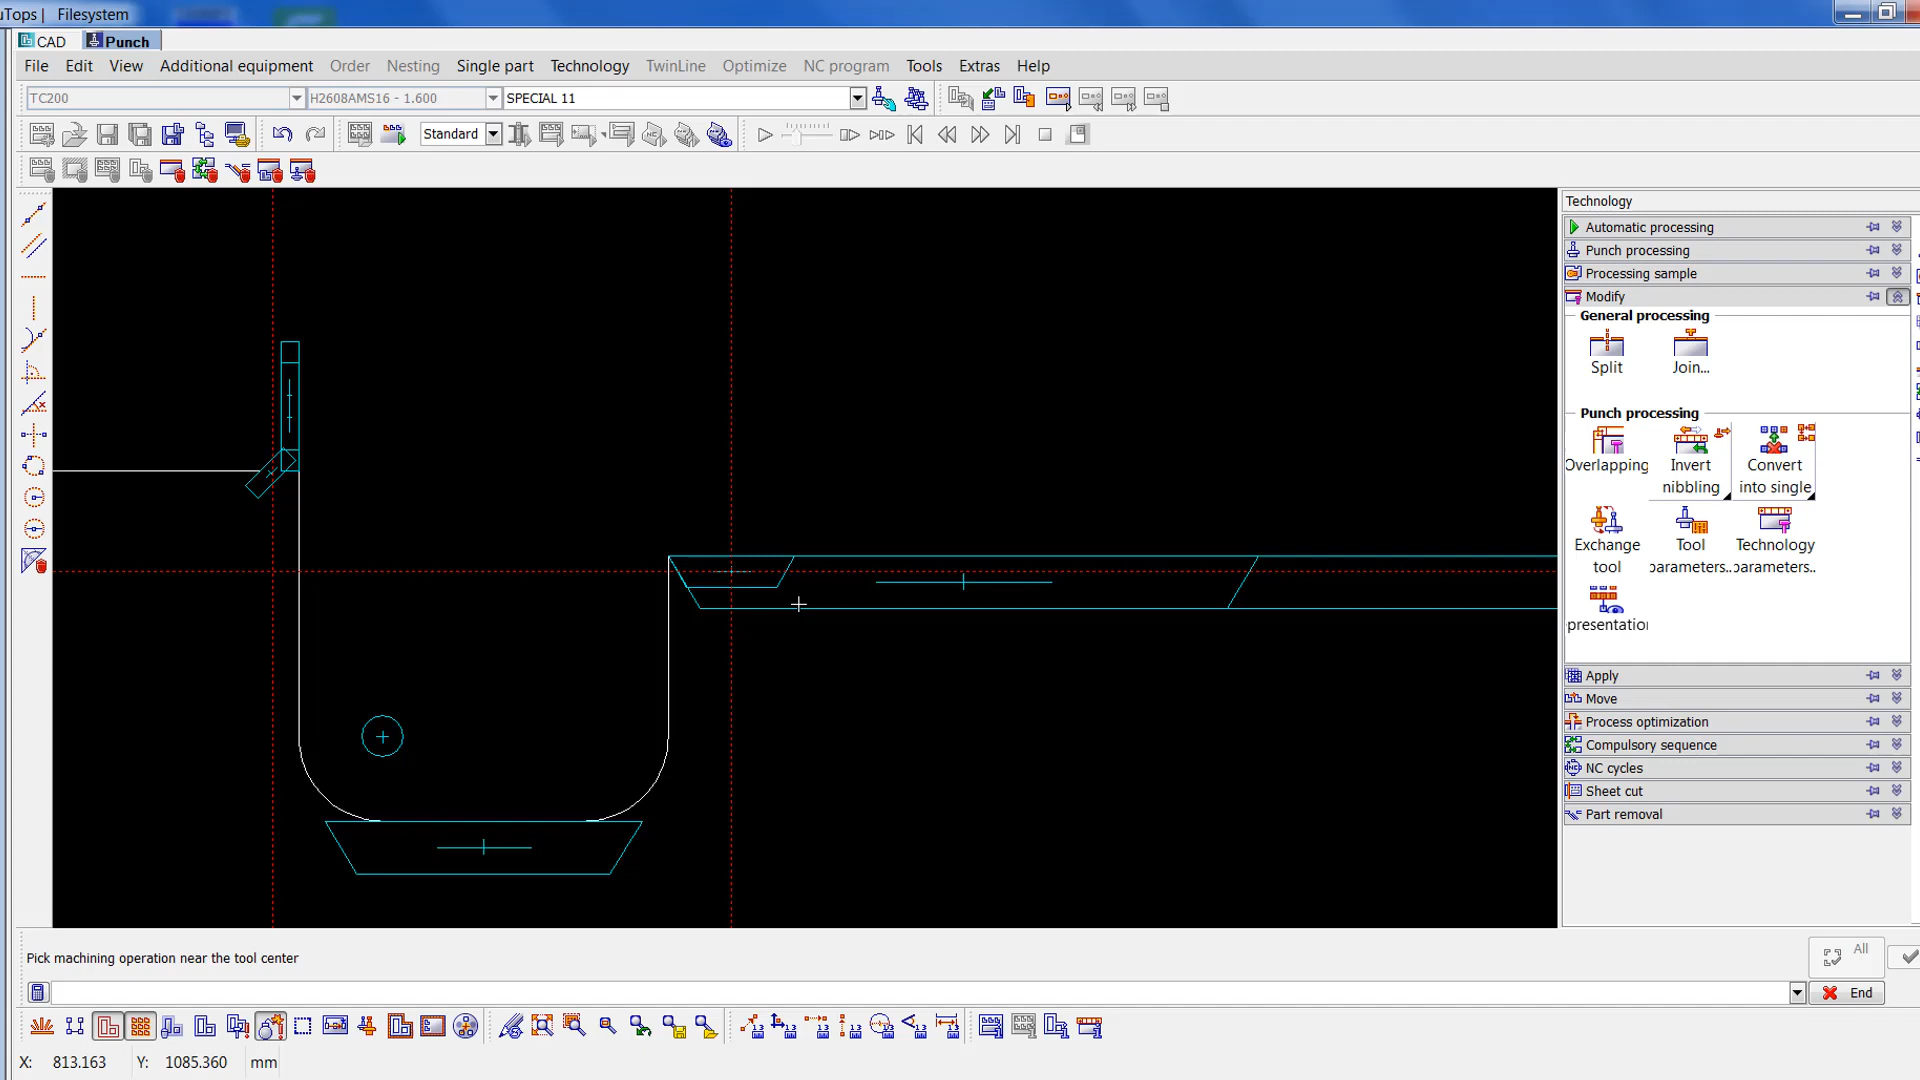 uTops | Filesystem
CAD Punch
File Edit View Additional equipment Order Nesting Single part Technology TwinLine Optimize NC program Tools Extras Help
TC200 H2608AMS16 - 1.600 SPECIAL 11
Standard
Technology
Automatic processing
Punch processing
Processing sample
Modify
General processing
Split Join...
Punch processing
Overlapping Invert nibbling Convert into single
Exchange tool Tool parameters.. Technology parameters..
presentation
Apply
Move
Process optimization
Compulsory sequence
NC cycles
Sheet cut
Part removal
Pick machining operation near the tool center
All
End
X: 813.163 Y: 1085.360 mm